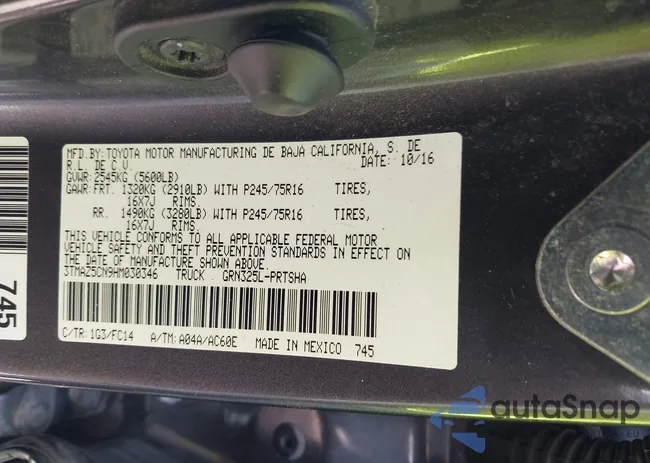 MFD.BY:TOYOTA MOTOR MANUFACTURING DE BAJA CALIFORNIA, S. DE
R.L. DE C.V. DATE: 10/16
GVWR: 2545KG (5600LB)
GAWR: FRT. 1320KG (2910LB) WITH P245/75R16 TIRES,
16X7J RIMS.
RR. 1490KG (3280LB) WITH P245/75R16 TIRES,
16X7J RIMS.
THIS VEHICLE CONFORMS TO ALL APPLICABLE FEDERAL MOTOR
VEHICLE SAFETY AND THEFT PREVENTION STANDARDS IN EFFECT ON
THE DATE OF MANUFACTURE SHOWN ABOVE.
3TMAZ5CN9HM030346 TRUCK GRN325L-PRTSHA
C/TR: 1G3/FC14 A/TM: A04A/AC60E MADE IN MEXICO 745
745
autoSnap